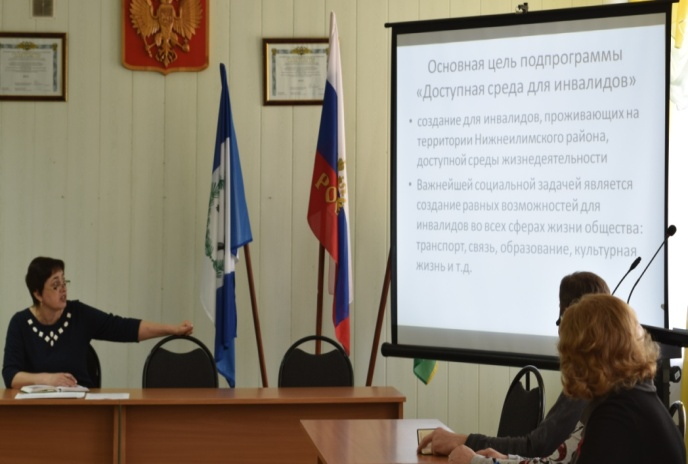 Основная цель подпрограммы
«Доступная среда для инвалидов»
• создание для инвалидов, проживающих на
территории Нижнеилимского района,
доступной среды жизнедеятельности
• Важнейшей социальной задачей является
создание равных возможностей для
инвалидов во всех сферах жизни общества:
транспорт, связь, образование, культурная
жизнь и т.д.